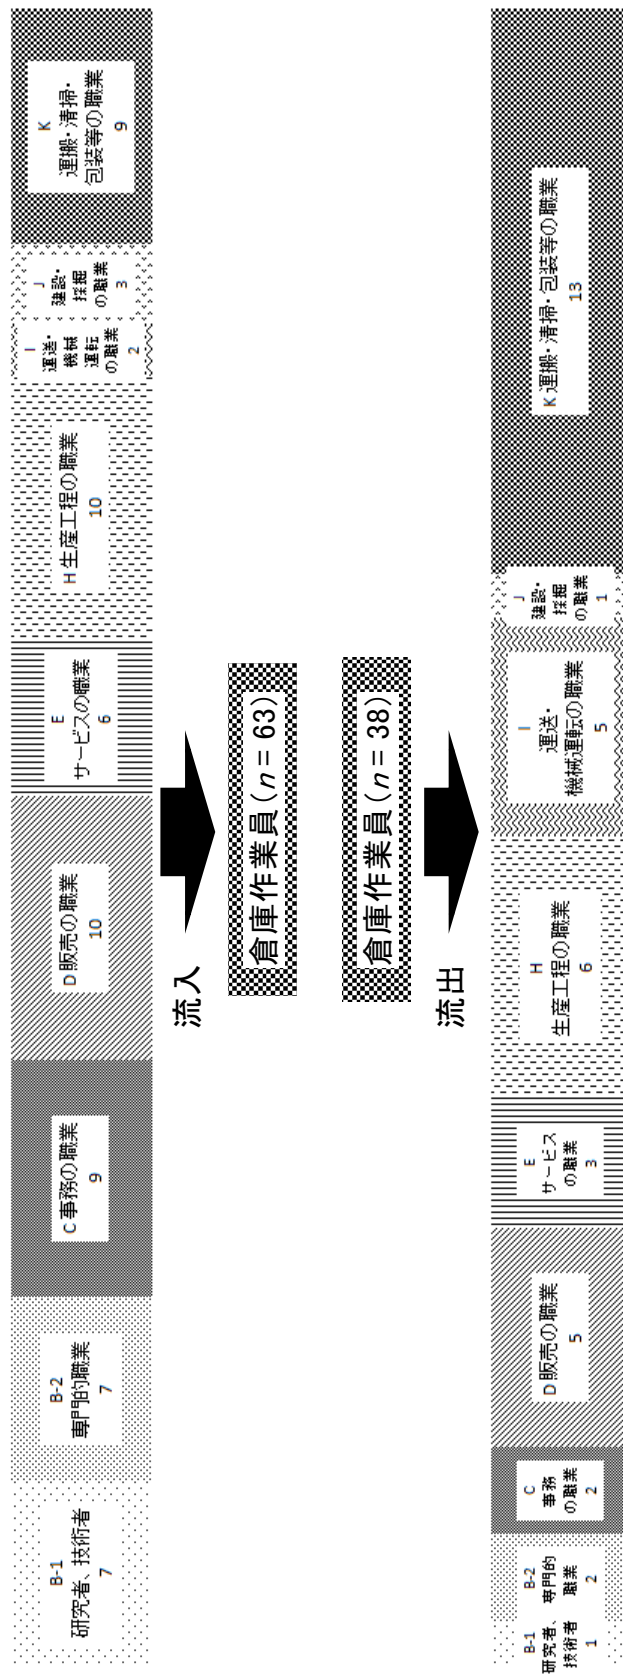 B-1
研究者、技術者
7
B-2
専門的職業
7
C 事務の職業
9
D 販売の職業
10
E
サービスの職業
6
H 生産工程の職業
10
I
運送・
機械
運転
の職業
2
J
建設・
採掘
の職業
3
K
運搬・清掃・
包装等の職業
9
流入
倉庫作業員(n = 63)
倉庫作業員(n = 38)
流出
B-1
研究者、
技術者
1
B-2
専門的
職業
2
C
事務
の職業
2
D 販売の職業
5
E
サービス
の職業
3
H
生産工程の職業
6
I
運送・
機械運転の職業
5
J
建設・
採掘
の職業
1
K 運搬・清掃・包装等の職業
13